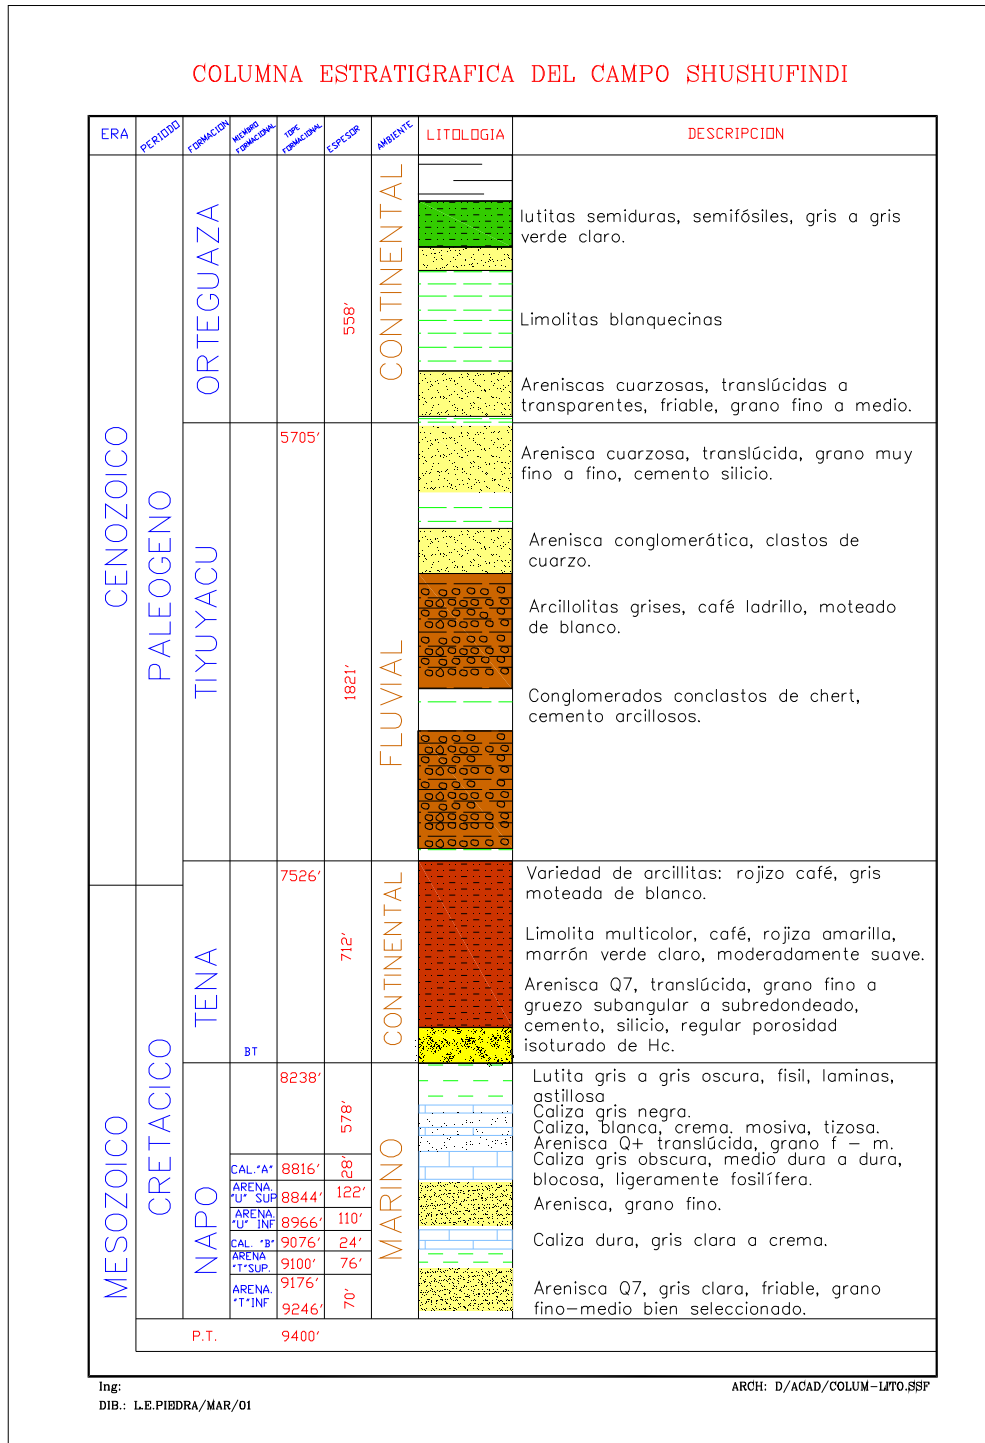 COLUMNA ESTRATIGRAFICA DEL CAMPO SHUSHUFINDI
ERA
PERIODO
FORMACION
MIEMBRO
FORMACIONAL
TOPE
FORMACIONAL
ESPESOR
AMBIENTE
LITOLOGIA
DESCRIPCION
CENOZOICO
PALEOGENO
ORTEGUAZA
558'
CONTINENTAL
lutitas semiduras, semifósiles, gris a gris
verde claro.
Limolitas blanquecinas
Areniscas cuarzosas, translúcidas a
transparentes, friable, grano fino a medio.
TIYUYACU
5705'
1821'
FLUVIAL
Arenisca cuarzosa, translúcida, grano muy
fino a fino, cemento silicio.
Arenisca conglomerática, clastos de
cuarzo.
Arcillolitas grises, café ladrillo, moteado
de blanco.
Conglomerados conclastos de chert,
cemento arcillosos.
MESOZOICO
CRETACICO
TENA
BT
7526'
712'
CONTINENTAL
Variedad de arcillitas: rojizo café, gris
moteada de blanco.
Limolita multicolor, café, rojiza amarilla,
marrón verde claro, moderadamente suave.
Arenisca Q7, translúcida, grano fino a
gruezo subangular a subredondeado,
cemento, silicio, regular porosidad
isoturado de Hc.
NAPO
8238'
578'
MARINO
CAL."A" 8816' 28'
ARENA.
"U" SUP 8844' 122'
ARENA.
"U" INF 8966' 110'
CAL. "B" 9076' 24'
ARENA
"T"SUP. 9100' 76'
ARENA.
"T"INF
9176'
9246'
70'
Lutita gris a gris oscura, fisil, laminas,
astillosa
Caliza gris negra.
Caliza, blanca, crema. mosiva, tizosa.
Arenisca Q+ translúcida, grano f - m.
Caliza gris obscura, medio dura a dura,
blocosa, ligeramente fosilífera.
Arenisca, grano fino.
Caliza dura, gris clara a crema.
Arenisca Q7, gris clara, friable, grano
fino-medio bien seleccionado.
P.T. 9400'
Ing:
DIB.: L.E.PIEDRA/MAR/01
ARCH: D/ACAD/COLUM-LITO.SSF